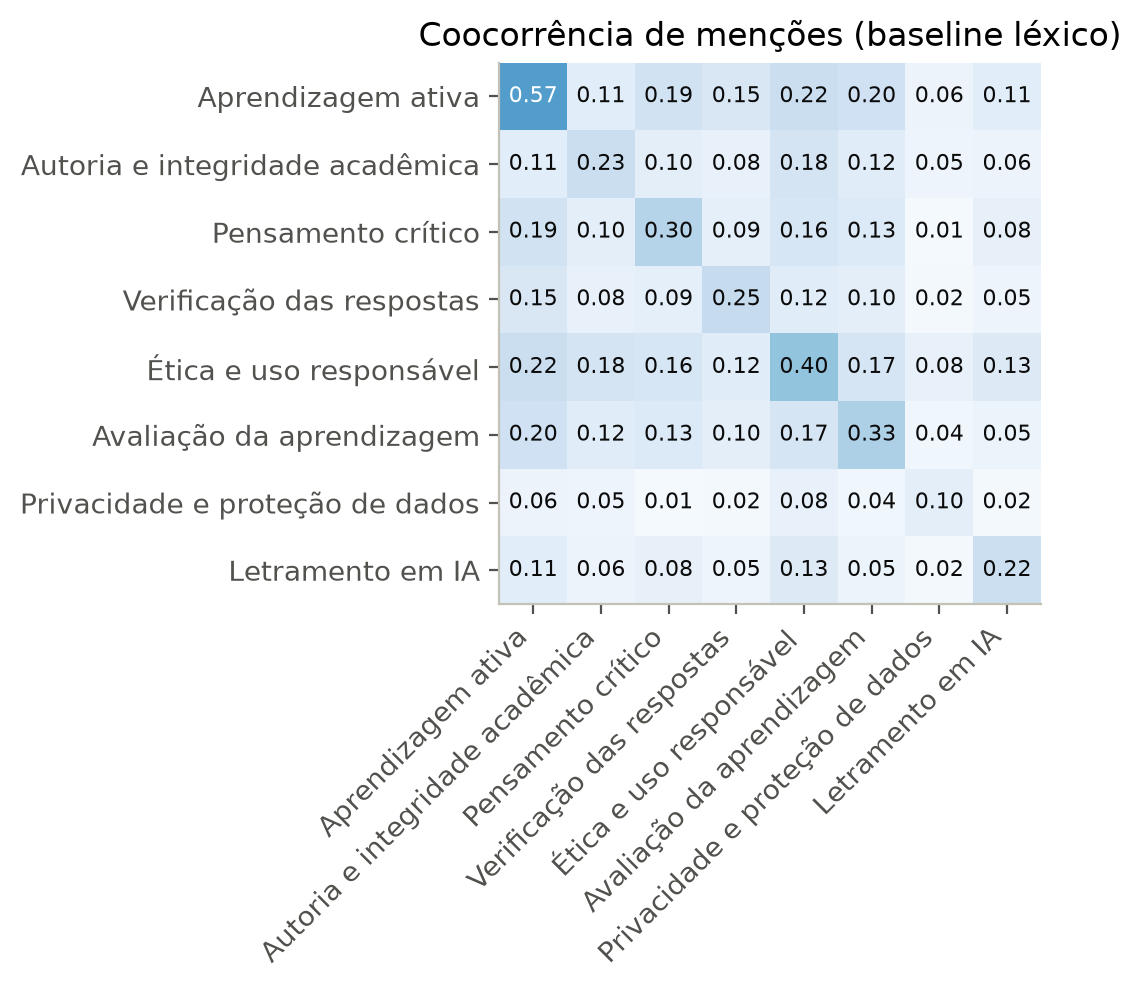 Coocorrência de menções (baseline léxico)
Aprendizagem ativa 0.57 0.11 0.19 0.15 0.22 0.20 0.06 0.11
Autoria e integridade acadêmica 0.11 0.23 0.10 0.08 0.18 0.12 0.05 0.06
Pensamento crítico 0.19 0.10 0.30 0.09 0.16 0.13 0.01 0.08
Verificação das respostas 0.15 0.08 0.09 0.25 0.12 0.10 0.02 0.05
Ética e uso responsável 0.22 0.18 0.16 0.12 0.40 0.17 0.08 0.13
Avaliação da aprendizagem 0.20 0.12 0.13 0.10 0.17 0.33 0.04 0.05
Privacidade e proteção de dados 0.06 0.05 0.01 0.02 0.08 0.04 0.10 0.02
Letramento em IA 0.11 0.06 0.08 0.05 0.13 0.05 0.02 0.22
Aprendizagem ativa
Autoria e integridade acadêmica
Pensamento crítico
Verificação das respostas
Ética e uso responsável
Avaliação da aprendizagem
Privacidade e proteção de dados
Letramento em IA